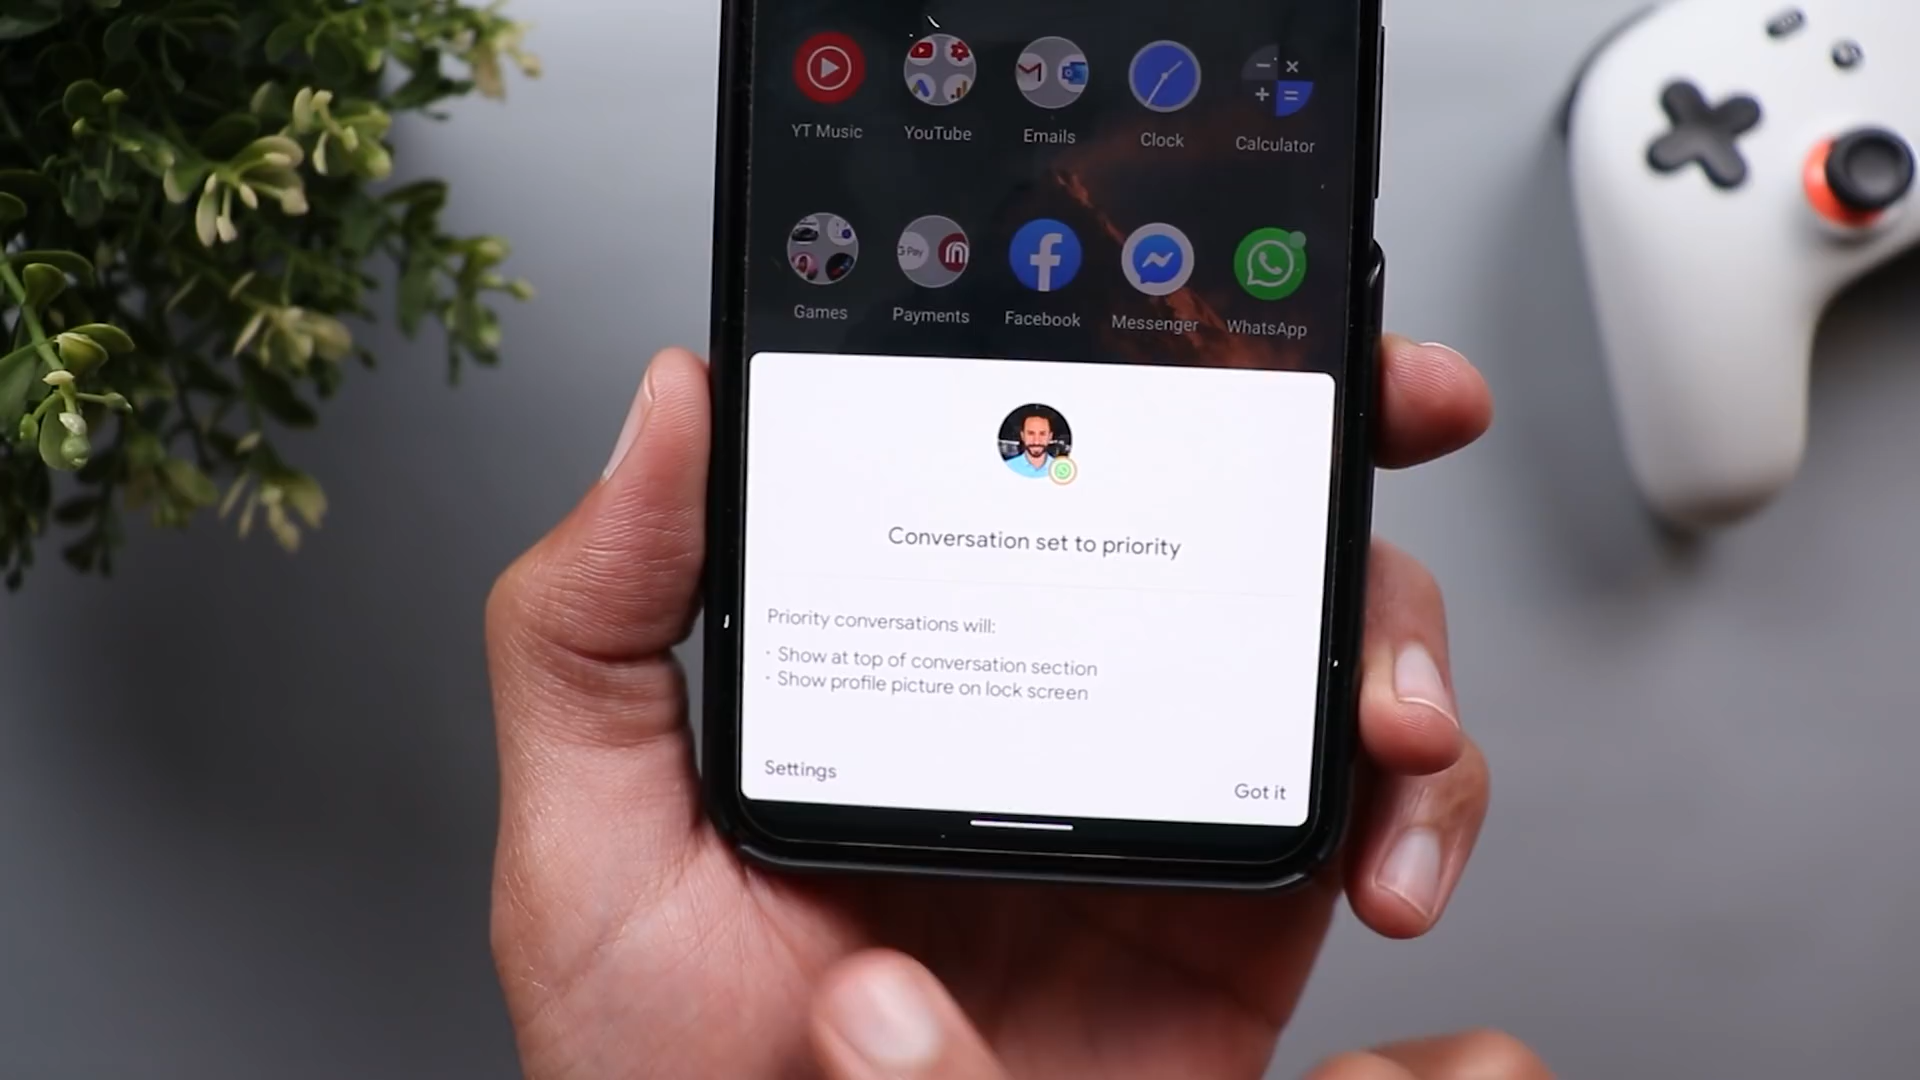 YT Music
YouTube
Emails
Clock
Calculator
G Pay
Games
Payments
Facebook
Messenger
WhatsApp
Conversation set to priority
Priority conversations will:
· Show at top of conversation section
· Show profile picture on lock screen
Settings
Got it